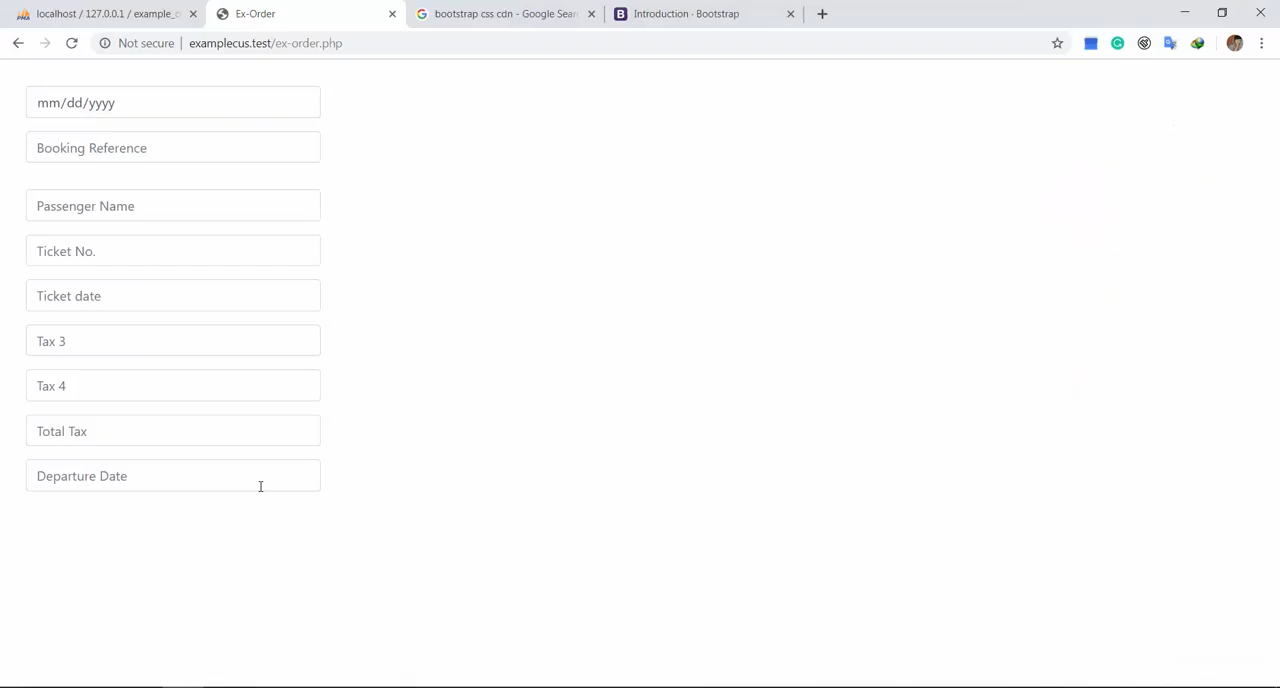 localhost / 127.0.0.1 / example_c
Ex-Order
bootstrap css cdn - Google Sear
Introduction · Bootstrap
Not secure | examplecus.test/ex-order.php
mm/dd/yyyy
Booking Reference
Passenger Name
Ticket No.
Ticket date
Tax 3
Tax 4
Total Tax
Departure Date